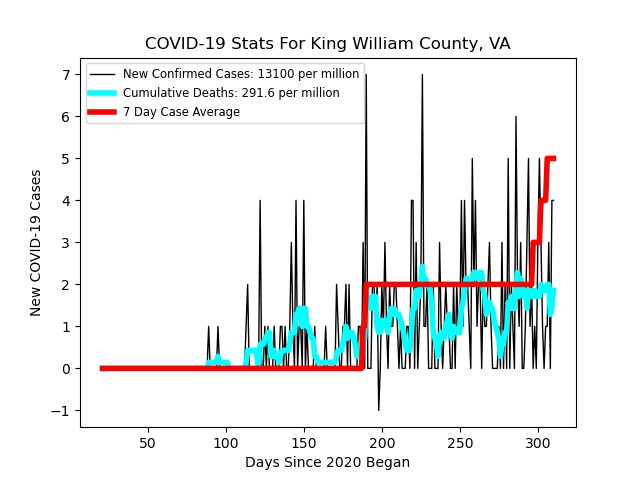 COVID-19 Stats For King William County, VA
New Confirmed Cases: 13100 per million
Cumulative Deaths: 291.6 per million
7 Day Case Average
7
6
5
4
3
2
1
0
−1
New COVID-19 Cases
50 100 150 200 250 300
Days Since 2020 Began